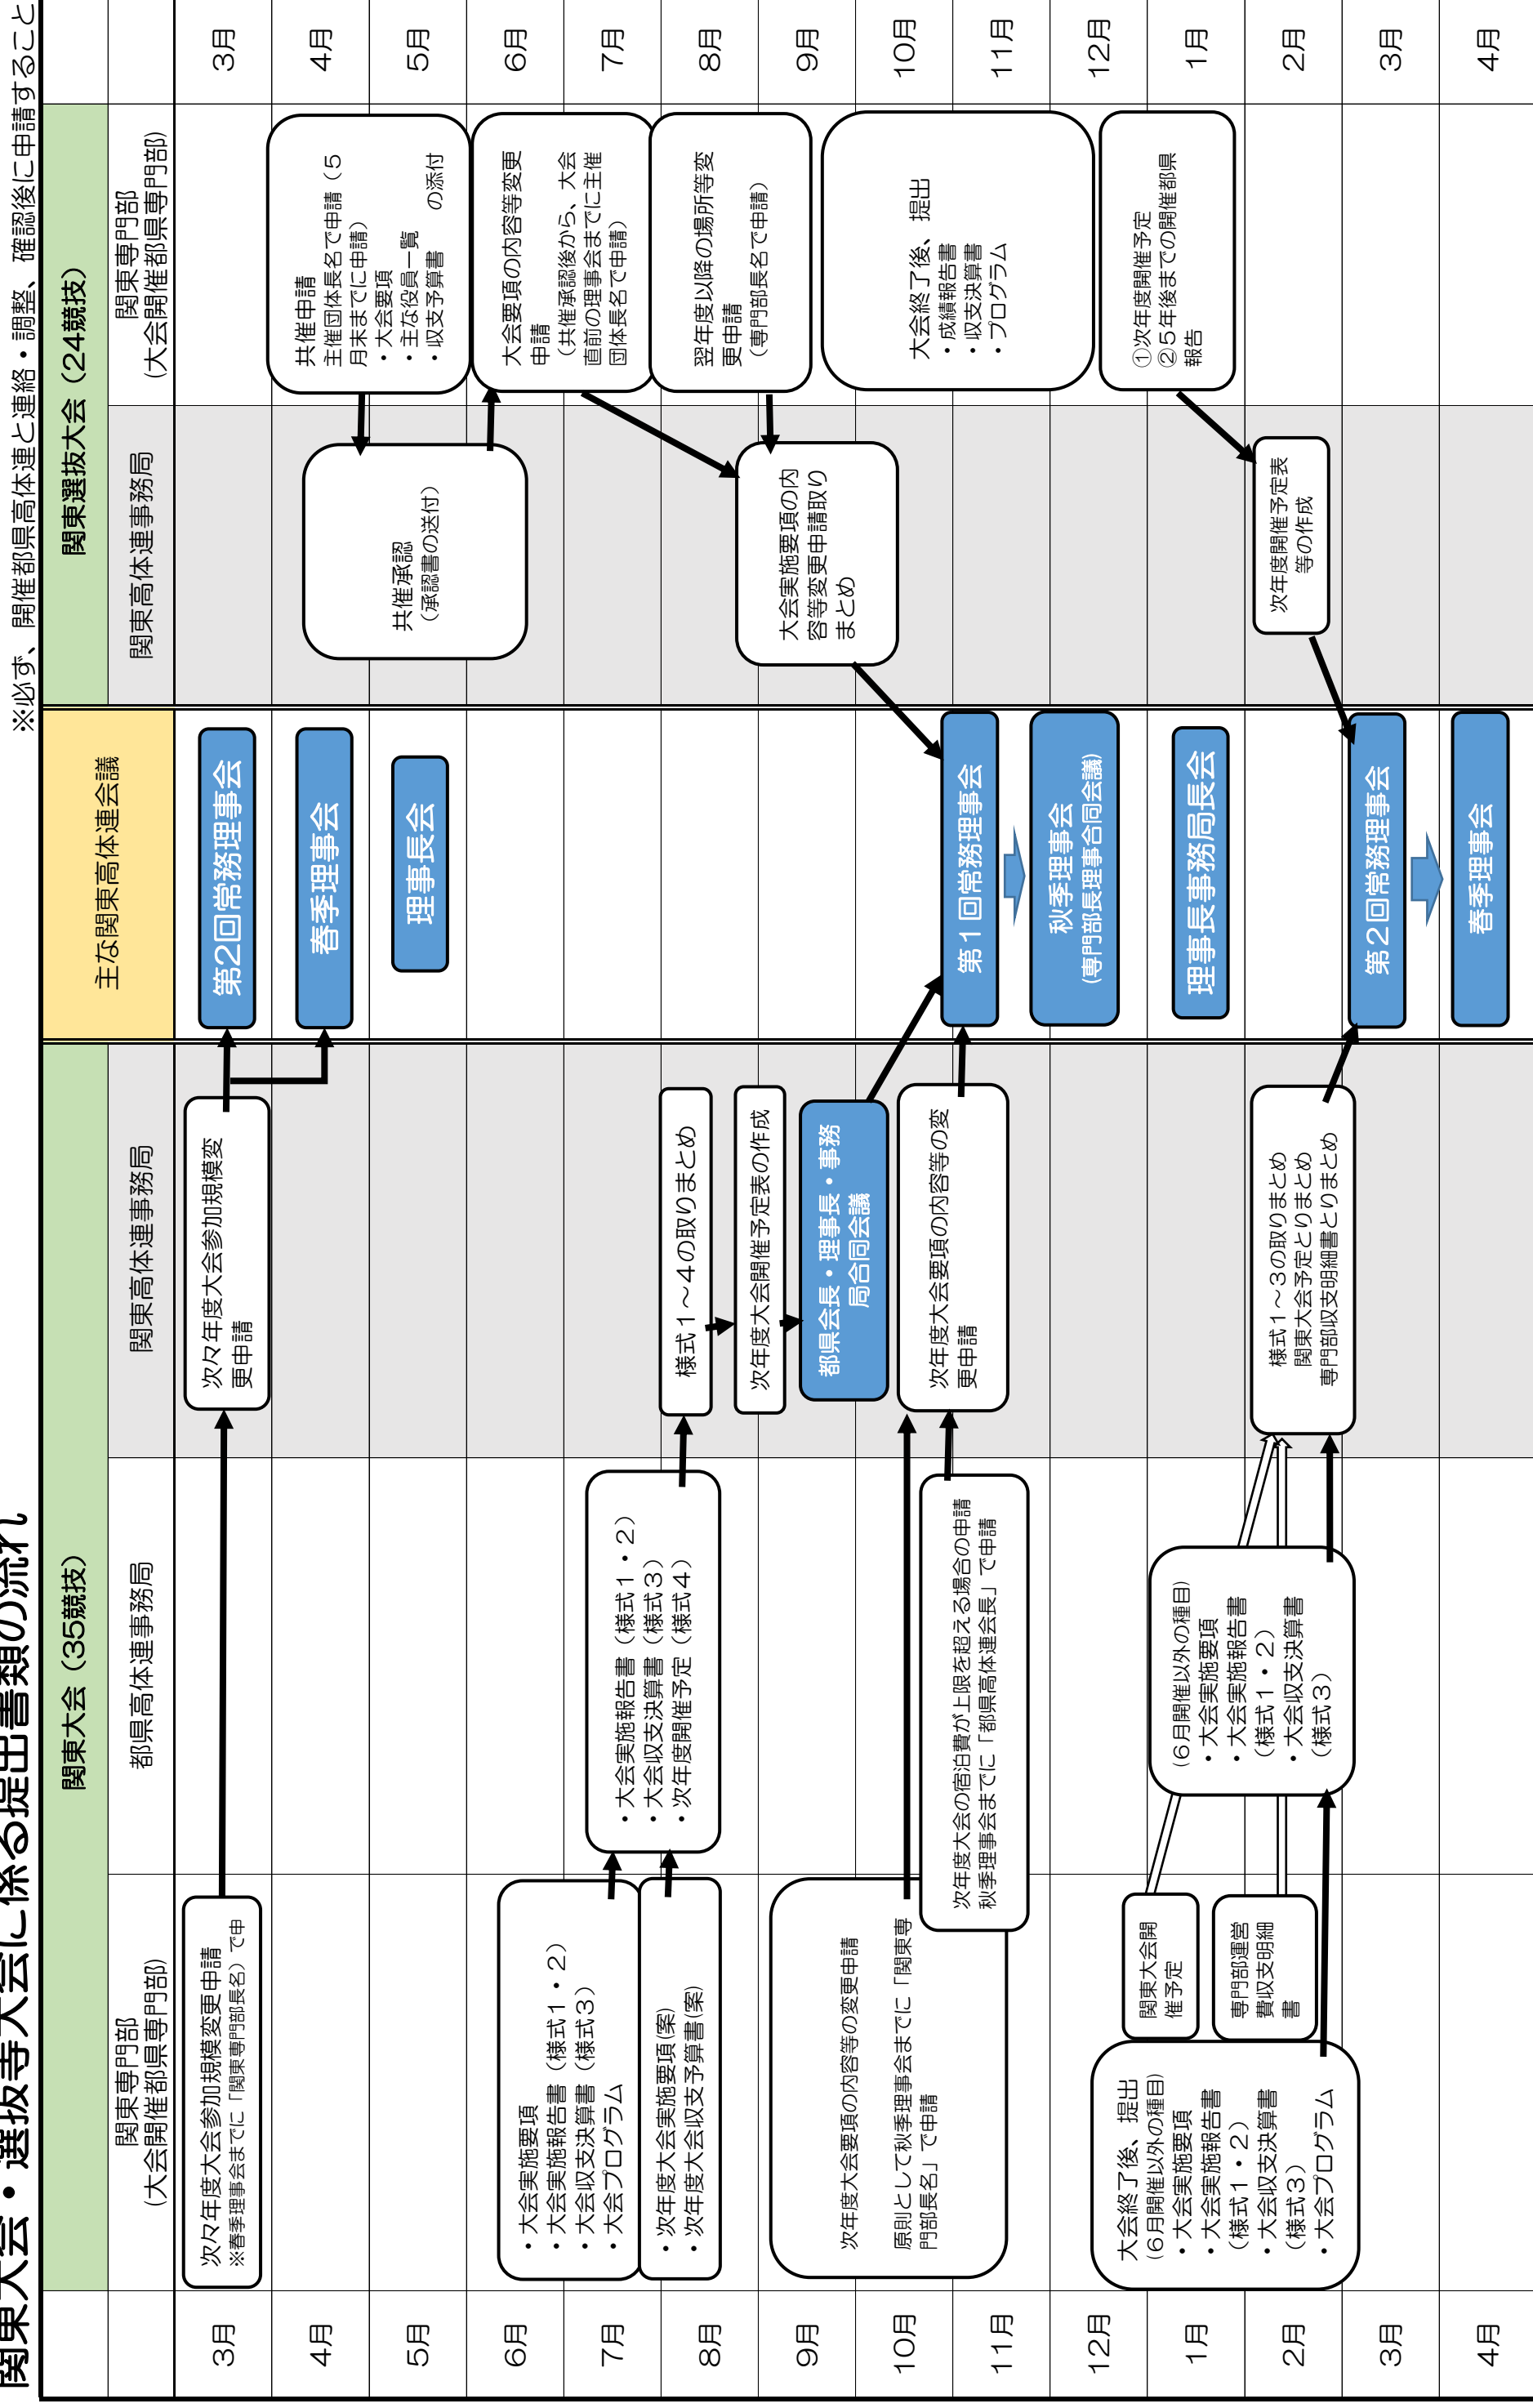 関東大会・選抜等大会に係る提出書類の流れ
※必ず、開催都県高体連と連絡・調整、確認後に申請すること
関東大会（35競技）
主な関東高体連会議
関東選抜大会（24競技）
関東専門部
(大会開催都県専門部)
都県高体連事務局
関東高体連事務局
関東高体連事務局
関東専門部
(大会開催都県専門部)
3月
次々年度大会参加規模変更申請
※春季理事会までに「関東専門部長名」で申
次々年度大会参加規模変
更申請
第2回常務理事会
3月
4月
春季理事会
共催申請
主催団体長名で申請（５
月末までに申請）
・大会要項
・主な役員一覧
・収支予算書
の添付
4月
5月
理事長会
共催承認
（承認書の送付）
5月
6月
・大会実施要項
・大会実施報告書（様式１・２）
・大会収支決算書（様式３）
・大会プログラム
大会要項の内容等変更
申請
（共催承認後から、大会
直前の理事会までに主催
団体長名で申請）
6月
7月
・大会実施報告書（様式１・２）
・大会収支決算書（様式３）
・次年度開催予定（様式４）
7月
8月
・次年度大会実施要項(案)
・次年度大会収支予算書(案)
様式１～４の取りまとめ
翌年度以降の場所等変
更申請
（専門部長名で申請）
8月
9月
次年度大会開催予定表の作成
都県会長・理事長・事務
局合同会議
大会実施要項の内
容等変更申請取り
まとめ
9月
10月
次年度大会要項の内容等の変更申請
原則として秋季理事会までに「関東専
門部長名」で申請
次年度大会要項の内容等の変
更申請
大会終了後、提出
・成績報告書
・収支決算書
・プログラム
10月
11月
次年度大会の宿泊費が上限を超える場合の申請
秋季理事会までに「都県高体連会長」で申請
第１回常務理事会
11月
12月
秋季理事会
(専門部長理事合同会議)
12月
1月
大会終了後、提出
(６月開催以外の種目)
・大会実施要項
・大会実施報告書
（様式１・２）
・大会収支決算書
（様式３）
・大会プログラム
関東大会開
催予定
(６月開催以外の種目)
・大会実施要項
・大会実施報告書
（様式１・２）
・大会収支決算書
（様式３）
理事長事務局長会
①次年度開催予定
②５年後までの開催都県
報告
1月
2月
専門部運営
費収支明細
書
様式１～３の取りまとめ
関東大会予定とりまとめ
専門部収支明細書とりまとめ
次年度開催予定表
等の作成
2月
3月
第２回常務理事会
3月
4月
春季理事会
4月